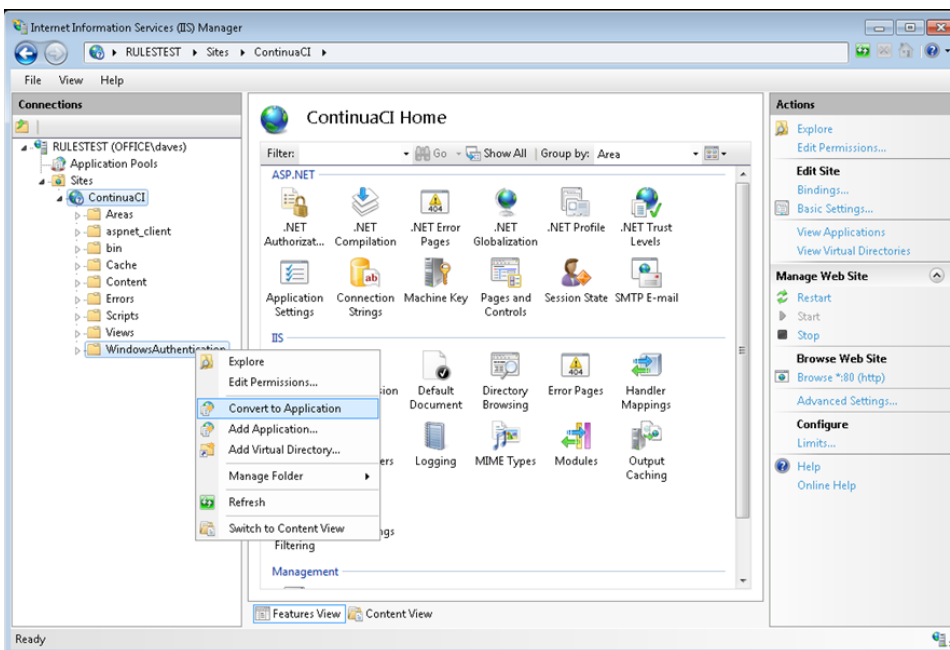 Internet Information Services (IIS) Manager
RULESTEST Sites ContinuaCI
File View Help
Connections
RULESTEST (OFFICE\daves)
Application Pools
Sites
ContinuaCI
Areas
aspnet_client
bin
Cache
Content
Errors
Scripts
Views
WindowsAuthentication
Explore
Edit Permissions...
Convert to Application
Add Application...
Add Virtual Directory...
Manage Folder
Refresh
Switch to Content View
ContinuaCI Home
Filter: Go Show All Group by: Area
ASP.NET
.NET Authorizat...
.NET Compilation
.NET Error Pages
.NET Globalization
.NET Profile
.NET Trust Levels
Application Settings
Connection Strings
Machine Key
Pages and Controls
Session State
SMTP E-mail
IIS
Default Document
Directory Browsing
Error Pages
Handler Mappings
Logging
MIME Types
Modules
Output Caching
Filtering
Management
Features View Content View
Actions
Explore
Edit Permissions...
Edit Site
Bindings...
Basic Settings...
View Applications
View Virtual Directories
Manage Web Site
Restart
Start
Stop
Browse Web Site
Browse *:80 (http)
Advanced Settings...
Configure
Limits...
Help
Online Help
Ready